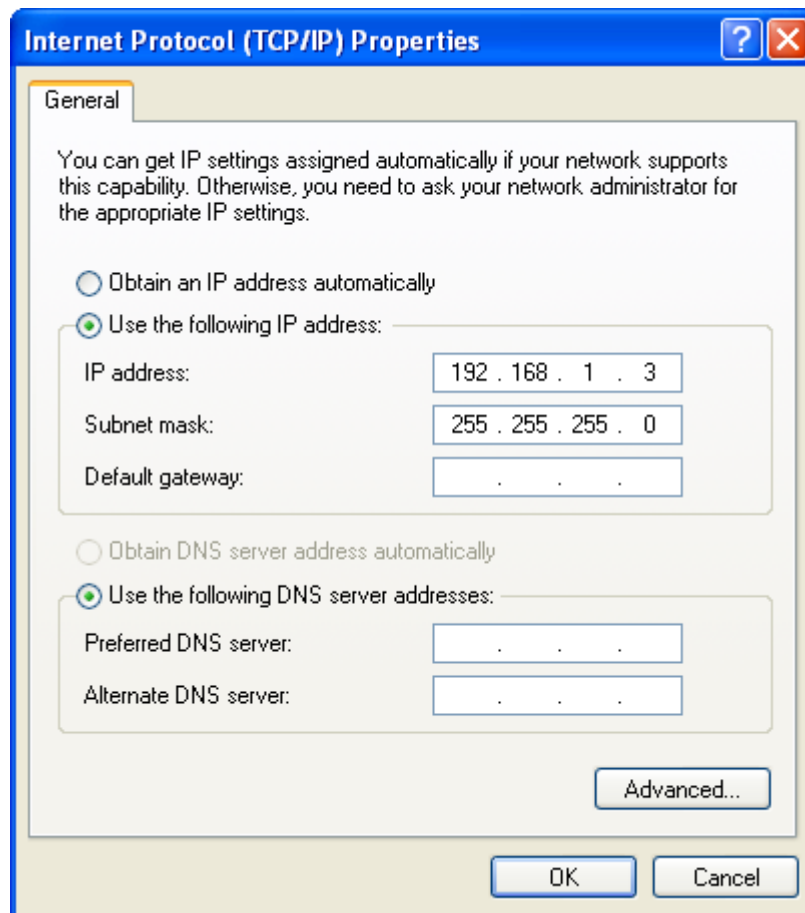 Internet Protocol (TCP/IP) Properties
General
You can get IP settings assigned automatically if your network supports
this capability. Otherwise, you need to ask your network administrator for
the appropriate IP settings.
Obtain an IP address automatically
Use the following IP address:
IP address: 192 . 168 . 1 . 3
Subnet mask: 255 . 255 . 255 . 0
Default gateway: . . .
Obtain DNS server address automatically
Use the following DNS server addresses:
Preferred DNS server: . . .
Alternate DNS server: . . .
Advanced...
OK Cancel